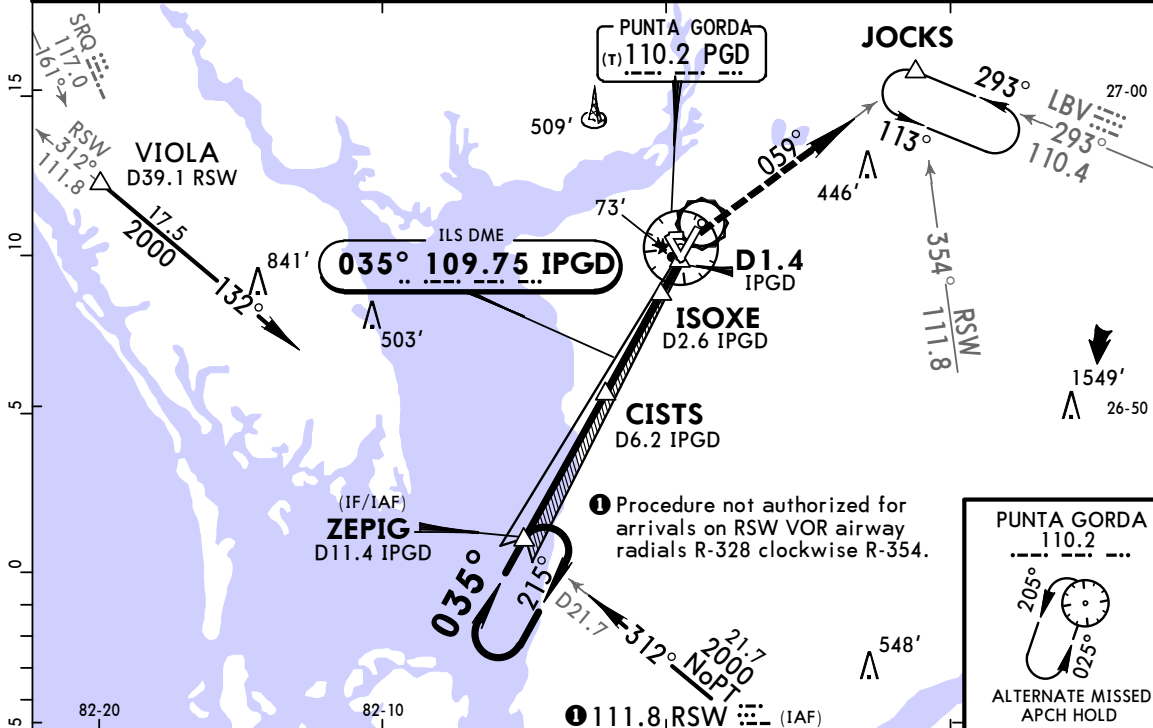 SRQ
117.0
161°
15
RSW
312°
111.8
VIOLA
D39.1 RSW
17.5
2000
132°
841'
503'
509'
PUNTA GORDA
(T) 110.2 PGD
JOCKS
293°
113°
LBV
293°
110.4
27-00
059°
446'
73'
ILS DME
035° 109.75 IPGD
10
D1.4
IPGD
ISOXE
D2.6 IPGD
354°
RSW
111.8
1549'
26-50
5
CISTS
D6.2 IPGD
(IF/IAF)
ZEPIG
D11.4 IPGD
0
035°
215°
D21.7
312°
21.7
2000
NoPT
1 Procedure not authorized for
arrivals on RSW VOR airway
radials R-328 clockwise R-354.
548'
1 111.8 RSW (IAF)
PUNTA GORDA
110.2
205°
025°
ALTERNATE MISSED
APCH HOLD
5
82-20
82-10